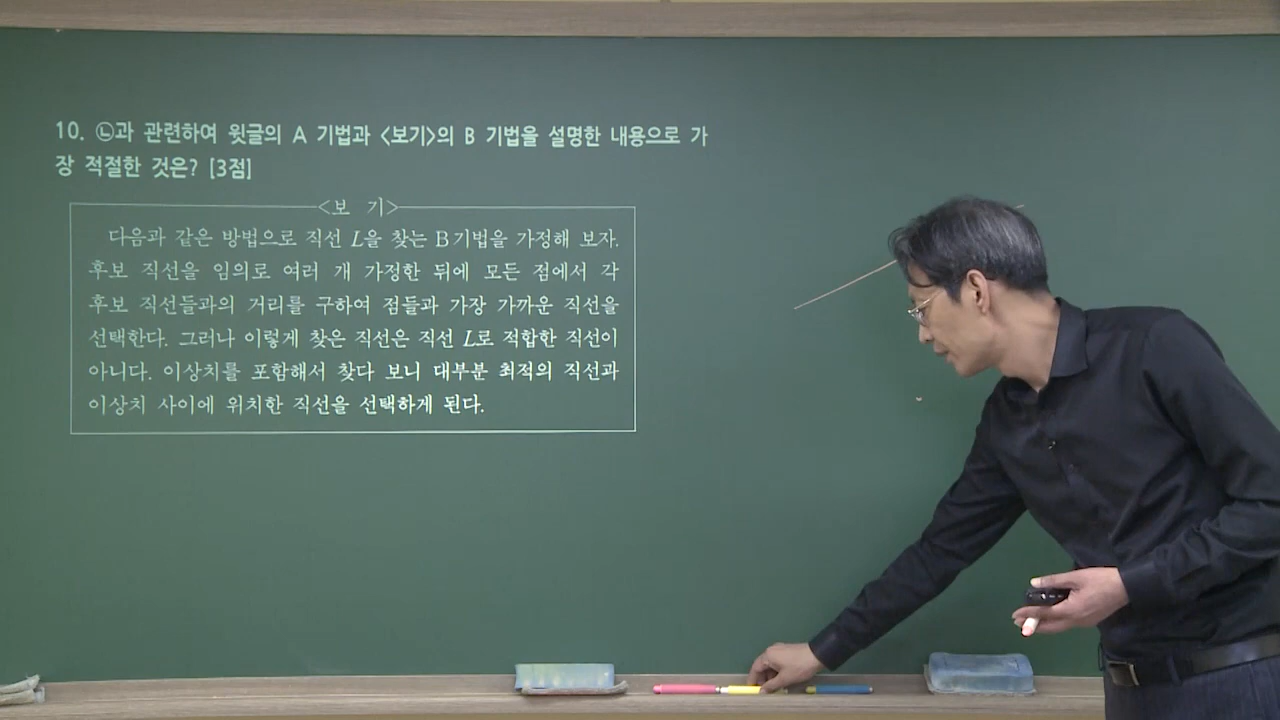 10. ㉡과 관련하여 윗글의 A 기법과 <보기>의 B 기법을 설명한 내용으로 가
장 적절한 것은? [3점]
<보 기>
다음과 같은 방법으로 직선 L을 찾는 B기법을 가정해 보자.
후보 직선을 임의로 여러 개 가정한 뒤에 모든 점에서 각
후보 직선들과의 거리를 구하여 점들과 가장 가까운 직선을
선택한다. 그러나 이렇게 찾은 직선은 직선 L로 적합한 직선이
아니다. 이상치를 포함해서 찾다 보니 대부분 최적의 직선과
이상치 사이에 위치한 직선을 선택하게 된다.